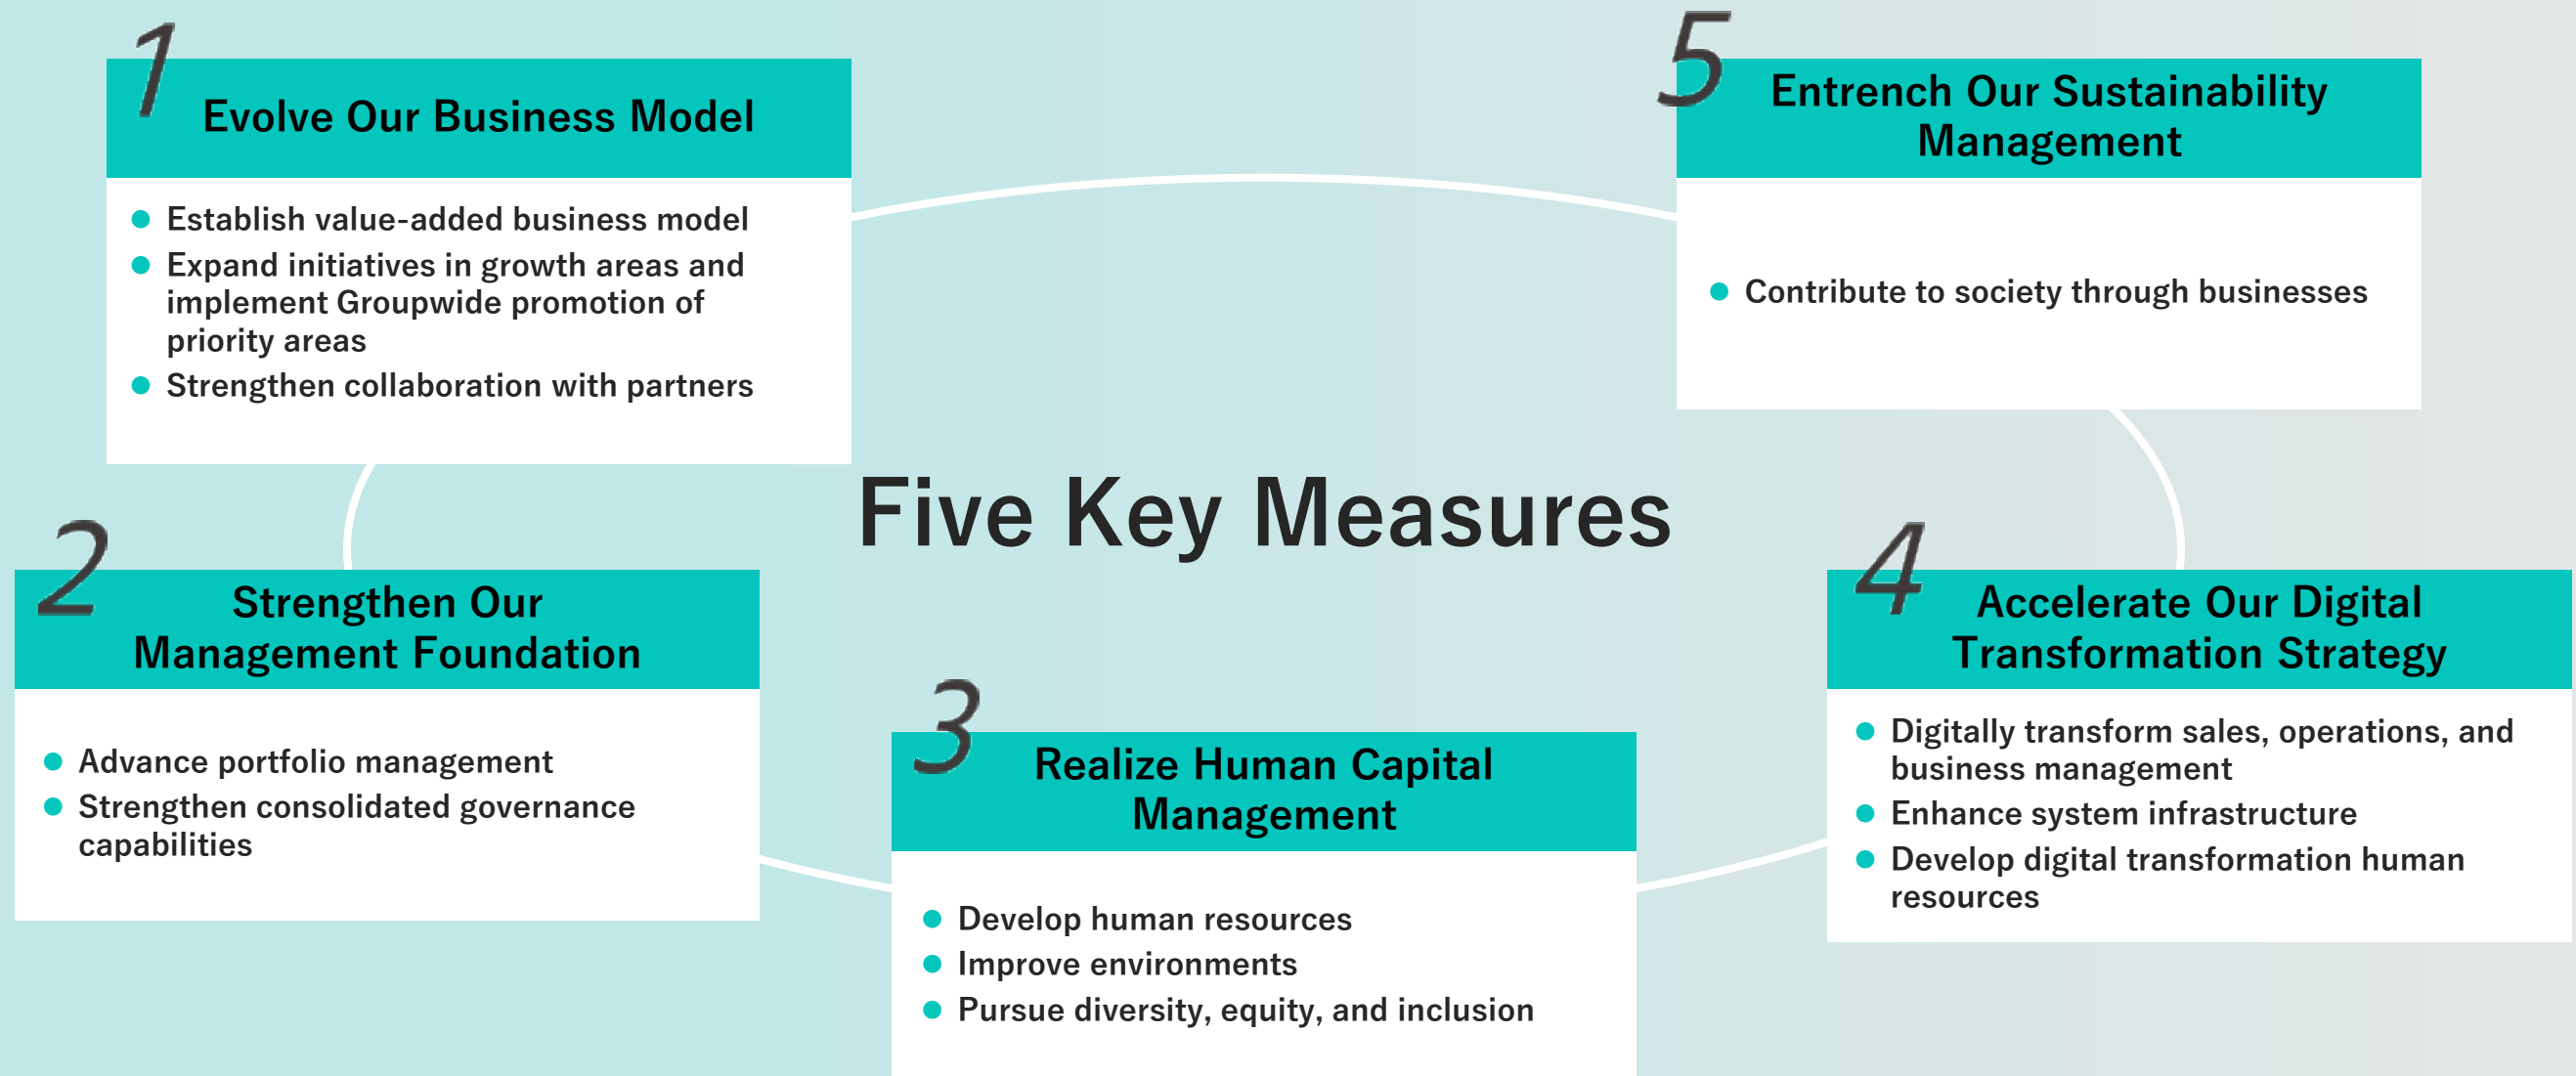 1
Evolve Our Business Model
● Establish value-added business model
● Expand initiatives in growth areas and
implement Groupwide promotion of
priority areas
● Strengthen collaboration with partners
5
Entrench Our Sustainability
Management
● Contribute to society through businesses
Five Key Measures
2
Strengthen Our
Management Foundation
● Advance portfolio management
● Strengthen consolidated governance
capabilities
3
Realize Human Capital
Management
● Develop human resources
● Improve environments
● Pursue diversity, equity, and inclusion
4
Accelerate Our Digital
Transformation Strategy
● Digitally transform sales, operations, and
business management
● Enhance system infrastructure
● Develop digital transformation human
resources